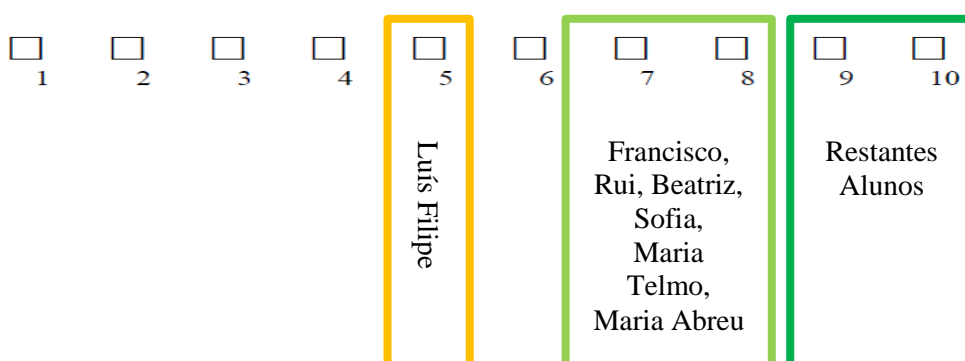 1 2 3 4 5 6 7 8 9 10
Luís Filipe
Francisco,
Rui, Beatriz,
Sofia,
Maria
Telmo,
Maria Abreu
Restantes
Alunos